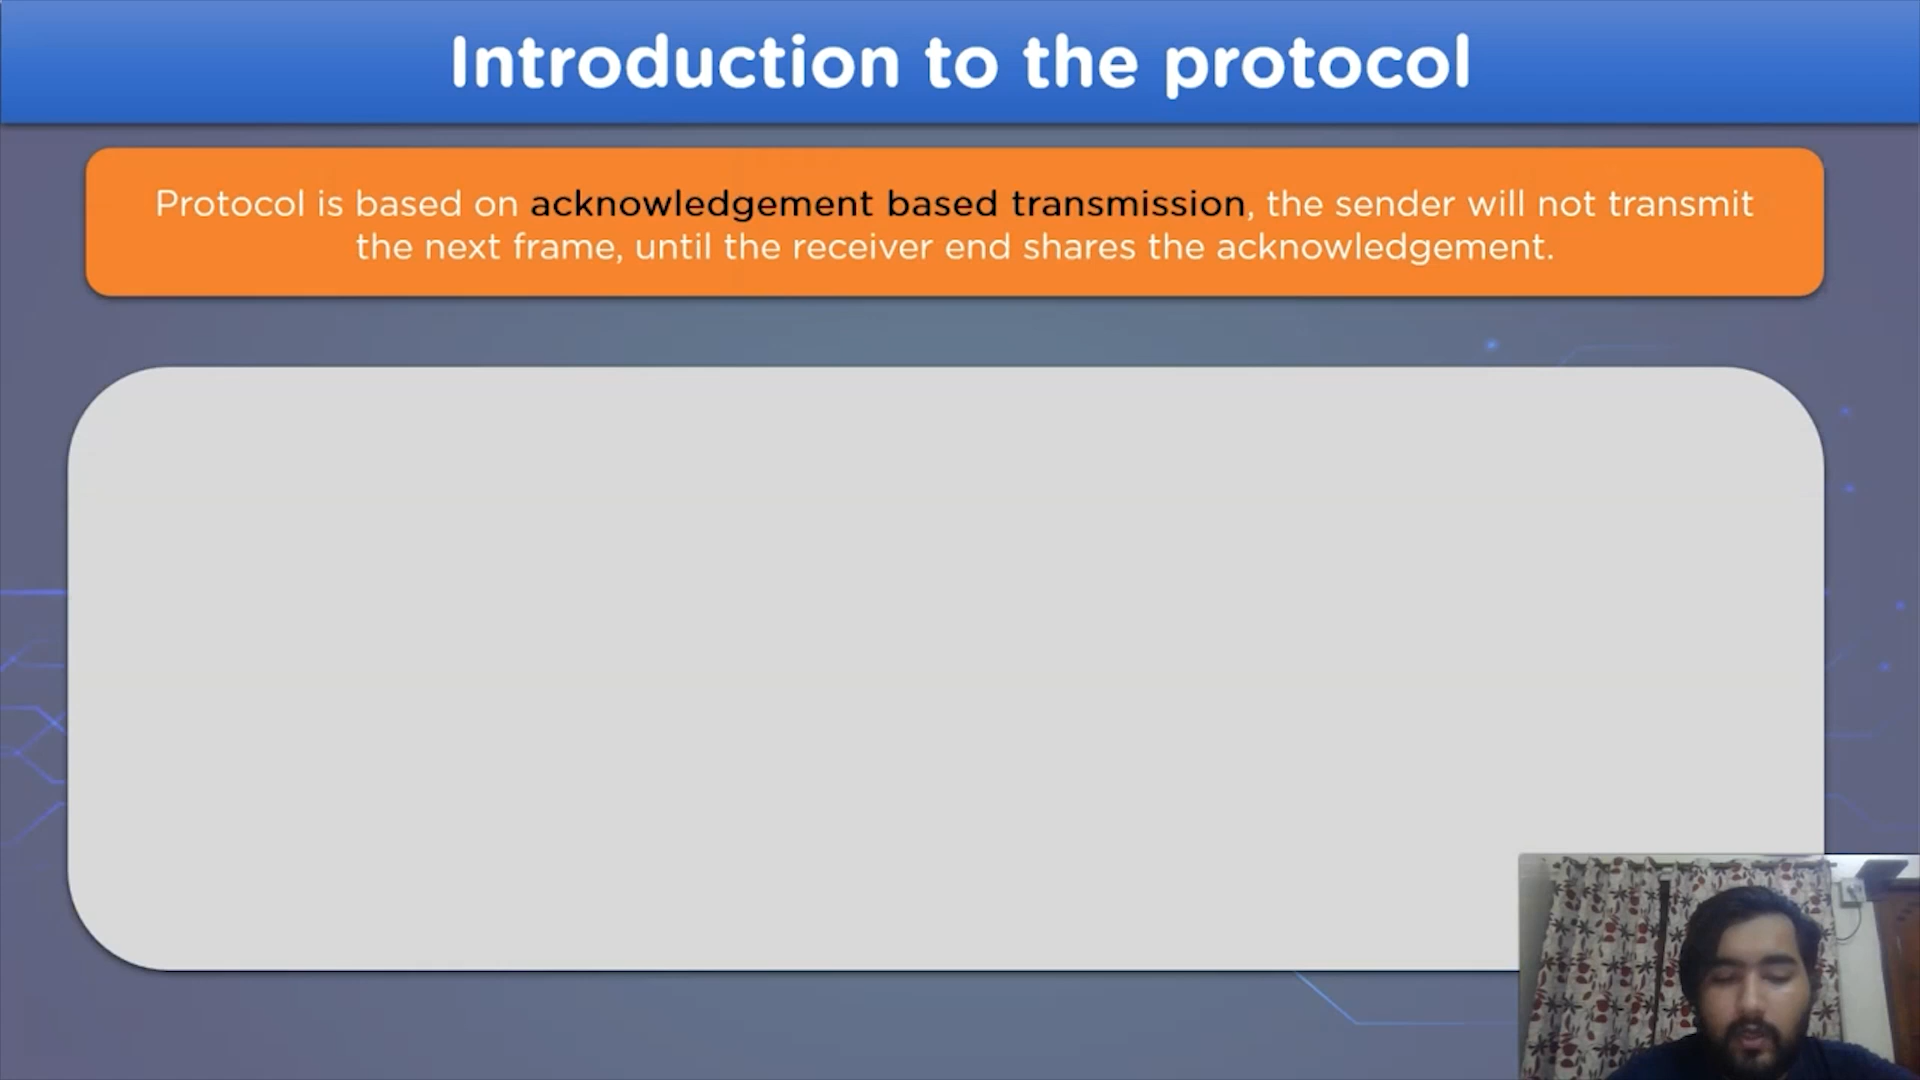 Introduction to the protocol
Protocol is based on acknowledgement based transmission, the sender will not transmit
the next frame, until the receiver end shares the acknowledgement.